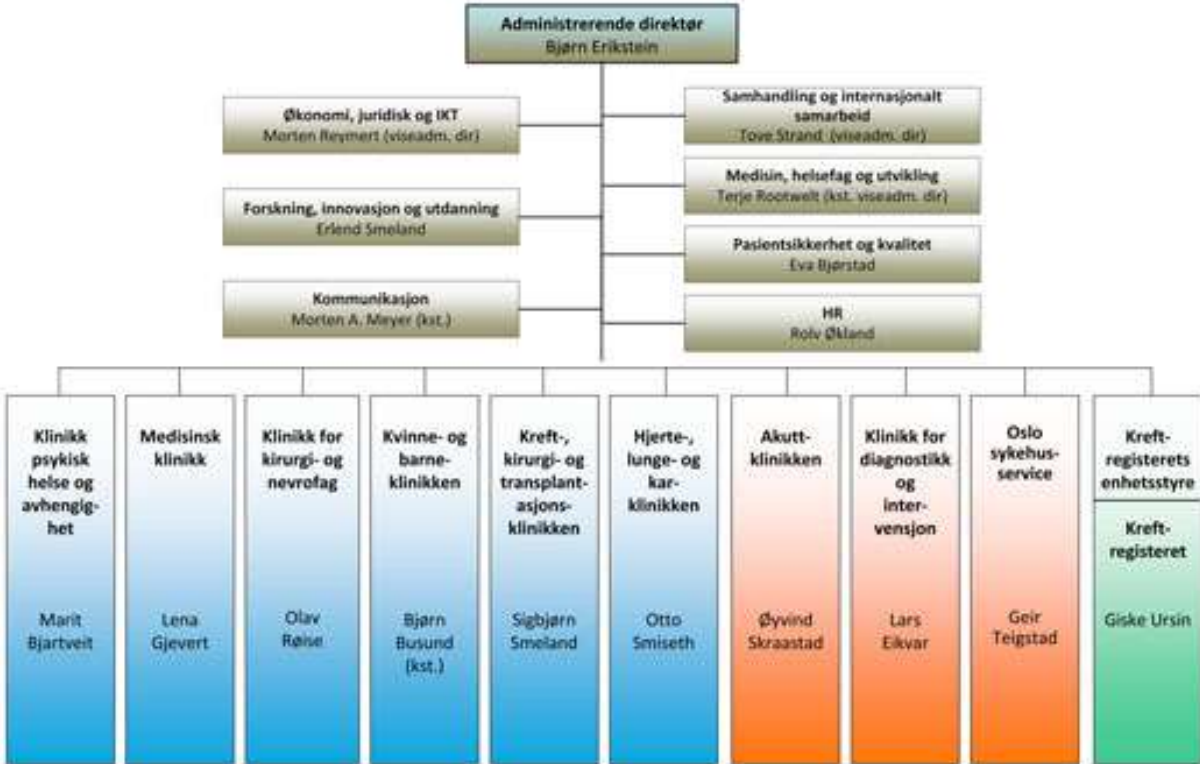 Administrerende direktør
Bjørn Erikstein
Økonomi, juridisk og IKT
Morten Reymert (viseadm. dir)
Samhandling og internasjonalt
samarbeid
Tove Strand (viseadm. dir)
Medisin, helsefag og utvikling
Terje Rootwelt (kst. viseadm. dir)
Forskning, innovasjon og utdanning
Erlend Smeland
Pasientsikkerhet og kvalitet
Eva Bjørstad
Kommunikasjon
Morten A. Meyer (kst.)
HR
Rolv Økland
Klinikk
psykisk
helse og
avhengig-
het
Marit
Bjartveit
Medisinsk
klinikk
Lena
Gjevert
Klinikk for
kirurgi- og
nevrofag
Olav
Røise
Kvinne- og
barne-
klinikken
Bjørn
Busund
(kst.)
Kreft-,
kirurgi- og
transplant-
asjons-
klinikken
Sigbjørn
Smeland
Hjerte-,
lunge- og
kar-
klinikken
Otto
Smiseth
Akutt-
klinikken
Øyvind
Skraastad
Klinikk for
diagnostikk
og
inter-
vensjon
Lars
Eikvar
Oslo
sykehus-
service
Geir
Teigstad
Kreft-
registerets
enhetsstyre
Kreft-
registeret
Giske Ursin